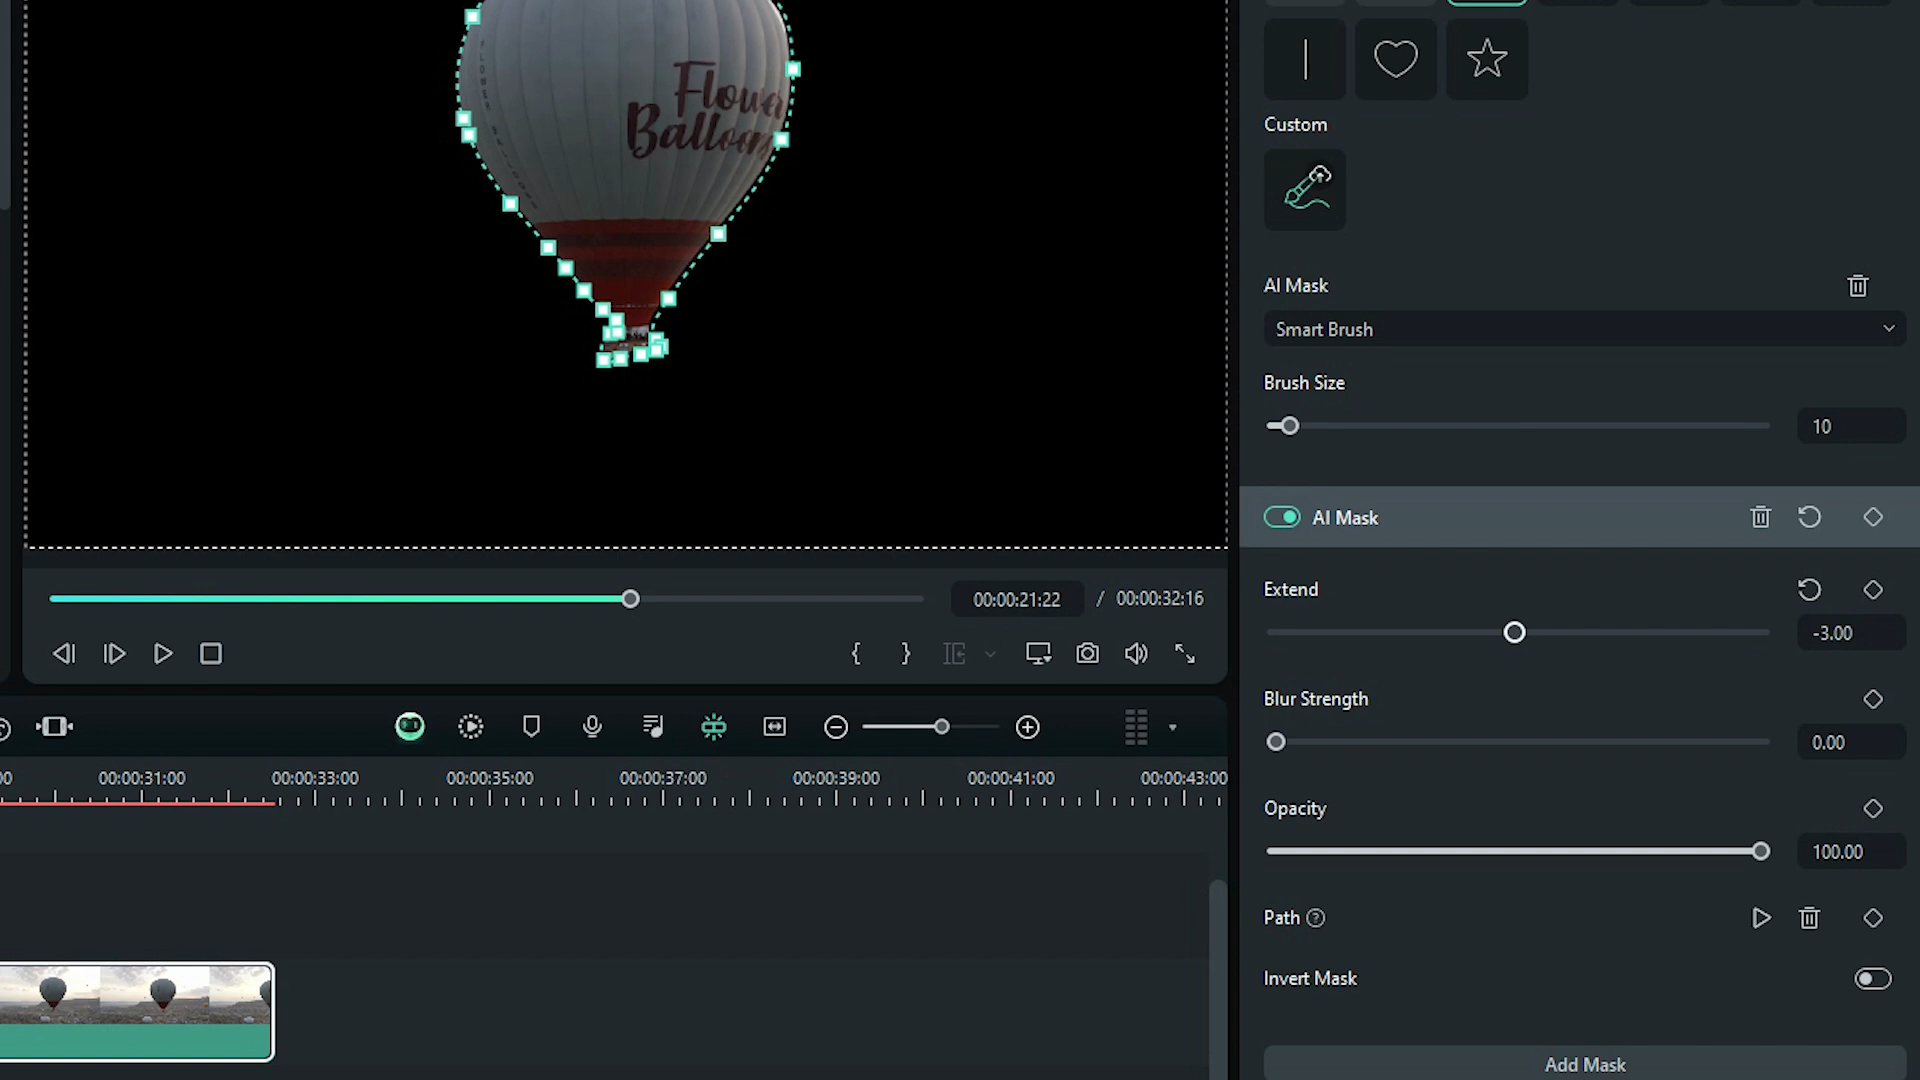 Flower
Balloons
Custom
AI Mask
Smart Brush
Brush Size
10
AI Mask
Extend
-3.00
Blur Strength
0.00
Opacity
100.00
Path
Invert Mask
Add Mask
00:00:21:22 / 00:00:32:16
00:00:31:00 00:00:33:00 00:00:35:00 00:00:37:00 00:00:39:00 00:00:41:00 00:00:43:00